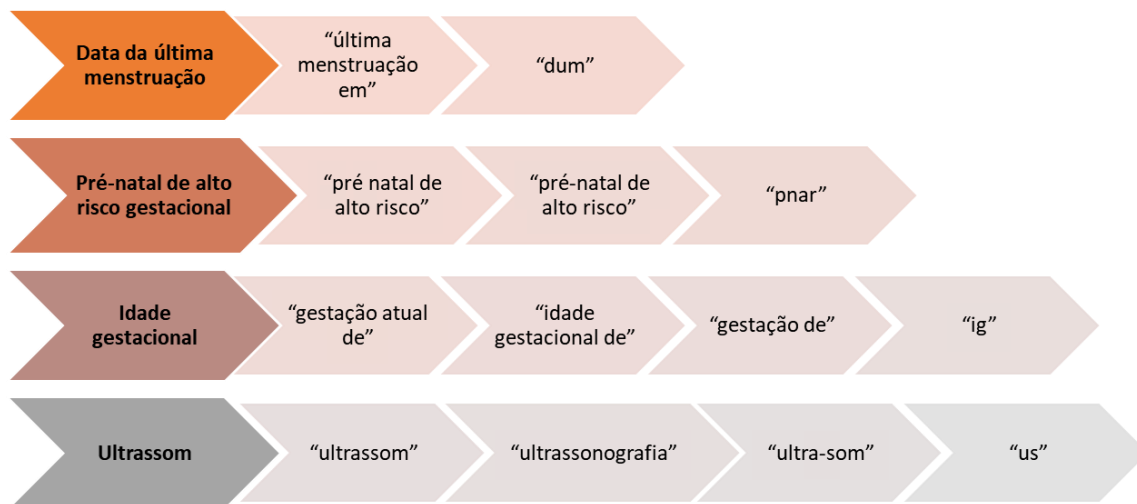 Data da última
menstruação
“última
menstruação
em”
“dum”
Pré-natal de alto
risco gestacional
“pré natal de
alto risco”
“pré-natal de
alto risco”
“pnar”
Idade
gestacional
“gestação atual
de”
“idade
gestacional de”
“gestação de”
“ig”
Ultrassom
“ultrassom”
“ultrassonografia”
“ultra-som”
“us”